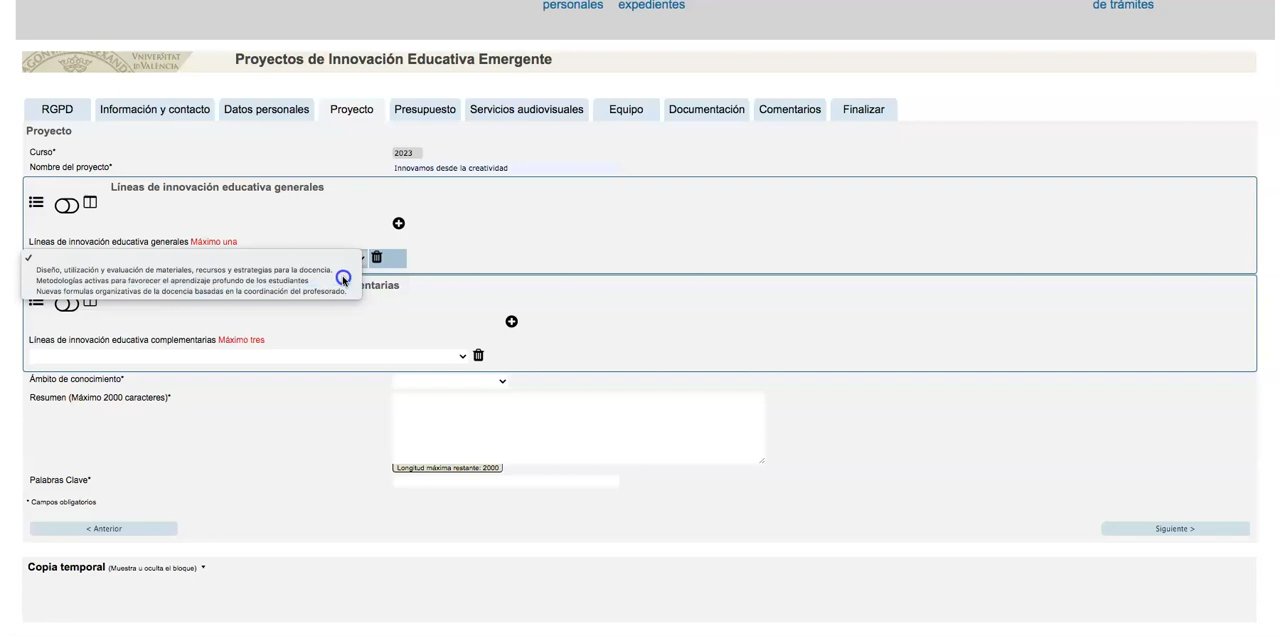 personales expedientes de trámites
VNIVERSITAT
ID VALÈNCIA
Proyectos de Innovación Educativa Emergente
RGPD Información y contacto Datos personales Proyecto Presupuesto Servicios audiovisuales Equipo Documentación Comentarios Finalizar
Proyecto
Curso* 2023
Nombre del proyecto* Innovamos desde la creatividad
Líneas de innovación educativa generales
Líneas de innovación educativa generales Máximo una
Diseño, utilización y evaluación de materiales, recursos y estrategias para la docencia.
Metodologías activas para favorecer el aprendizaje profundo de los estudiantes
Nuevas formulas organizativas de la docencia basadas en la coordinación del profesorado.
entarias
Líneas de innovación educativa complementarias Máximo tres
Ámbito de conocimiento*
Resumen (Máximo 2000 caracteres)*
Longitud máxima restante: 2000
Palabras Clave*
* Campos obligatorios
< Anterior Siguiente >
Copia temporal (Muestra u oculta el bloque)